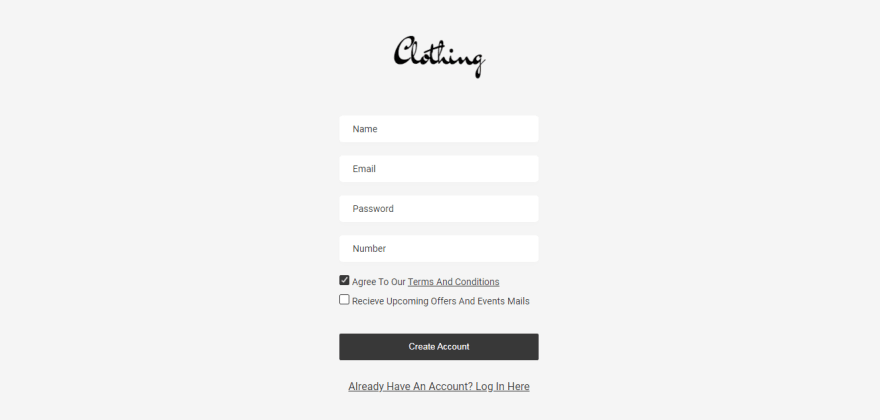 Clothing
Name
Email
Password
Number
Agree To Our Terms And Conditions
Recieve Upcoming Offers And Events Mails
Create Account
Already Have An Account? Log In Here